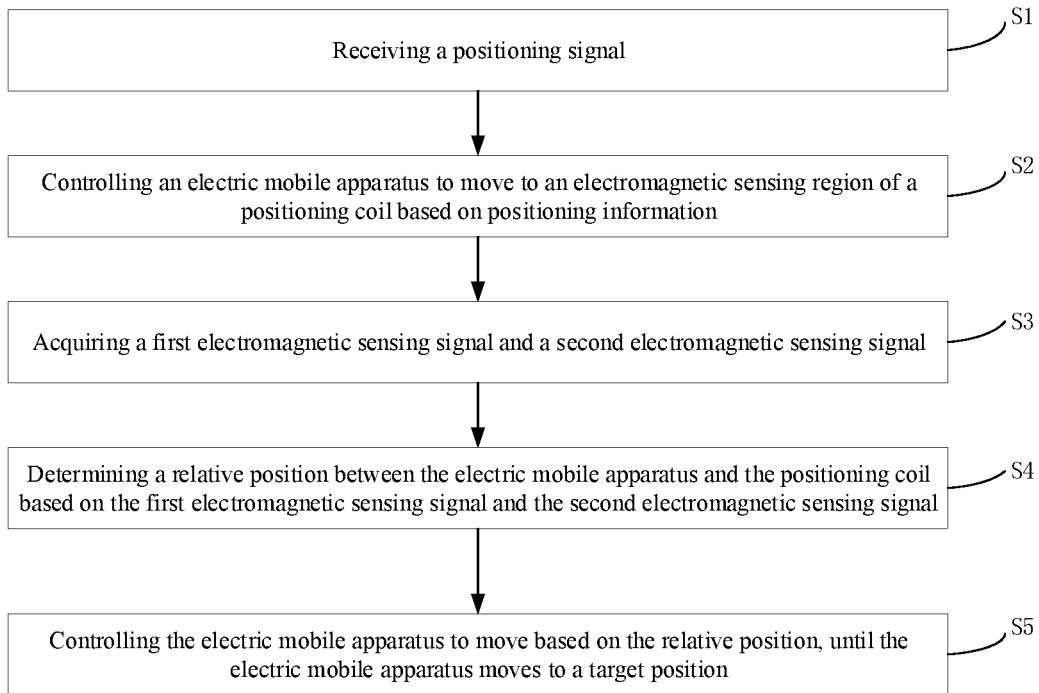 S1
Receiving a positioning signal
S2
Controlling an electric mobile apparatus to move to an electromagnetic sensing region of a
positioning coil based on positioning information
S3
Acquiring a first electromagnetic sensing signal and a second electromagnetic sensing signal
S4
Determining a relative position between the electric mobile apparatus and the positioning coil
based on the first electromagnetic sensing signal and the second electromagnetic sensing signal
S5
Controlling the electric mobile apparatus to move based on the relative position, until the
electric mobile apparatus moves to a target position